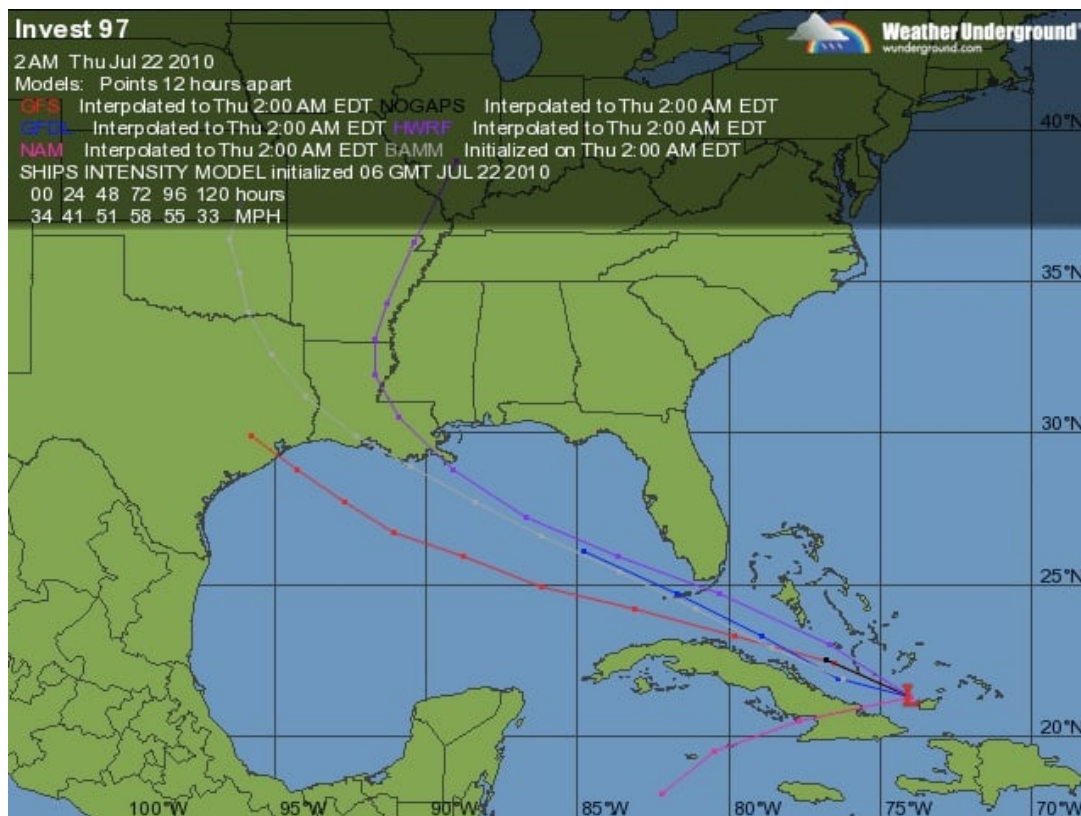 Invest 97
Weather Underground
wunderground.com
2 AM Thu Jul 22 2010
Models: Points 12 hours apart
GFS Interpolated to Thu 2:00 AM EDT NOGAPS Interpolated to Thu 2:00 AM EDT
GFDL Interpolated to Thu 2:00 AM EDT HWRF Interpolated to Thu 2:00 AM EDT
NAM Interpolated to Thu 2:00 AM EDT BAMM Initialized on Thu 2:00 AM EDT
SHIPS INTENSITY MODEL initialized 06 GMT JUL 22 2010
00 24 48 72 96 120 hours
34 41 51 58 55 33 MPH
40°N
35°N
30°N
25°N
L
20°N
100°W 95°W 90°W 85°W 80°W 75°W 70°W